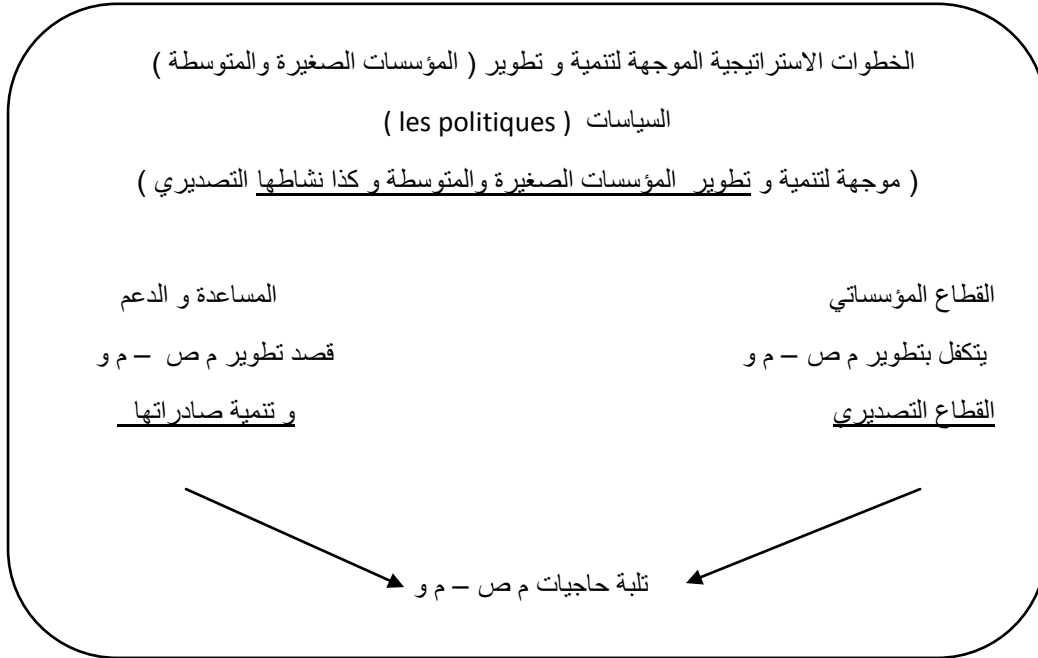 الخطوات الاستراتيجية الموجهة لتنمية و تطوير ( المؤسسات الصغيرة والمتوسطة )
السياسات ( les politiques )
( موجهة لتنمية و تطوير المؤسسات الصغيرة والمتوسطة و كذا نشاطها التصديري )
القطاع المؤسساتي
يتكفل بتطوير م ص – م و
القطاع التصديري
المساعدة و الدعم
قصد تطوير م ص – م و
و تنمية صادراتها
تلبة حاجيات م ص – م و